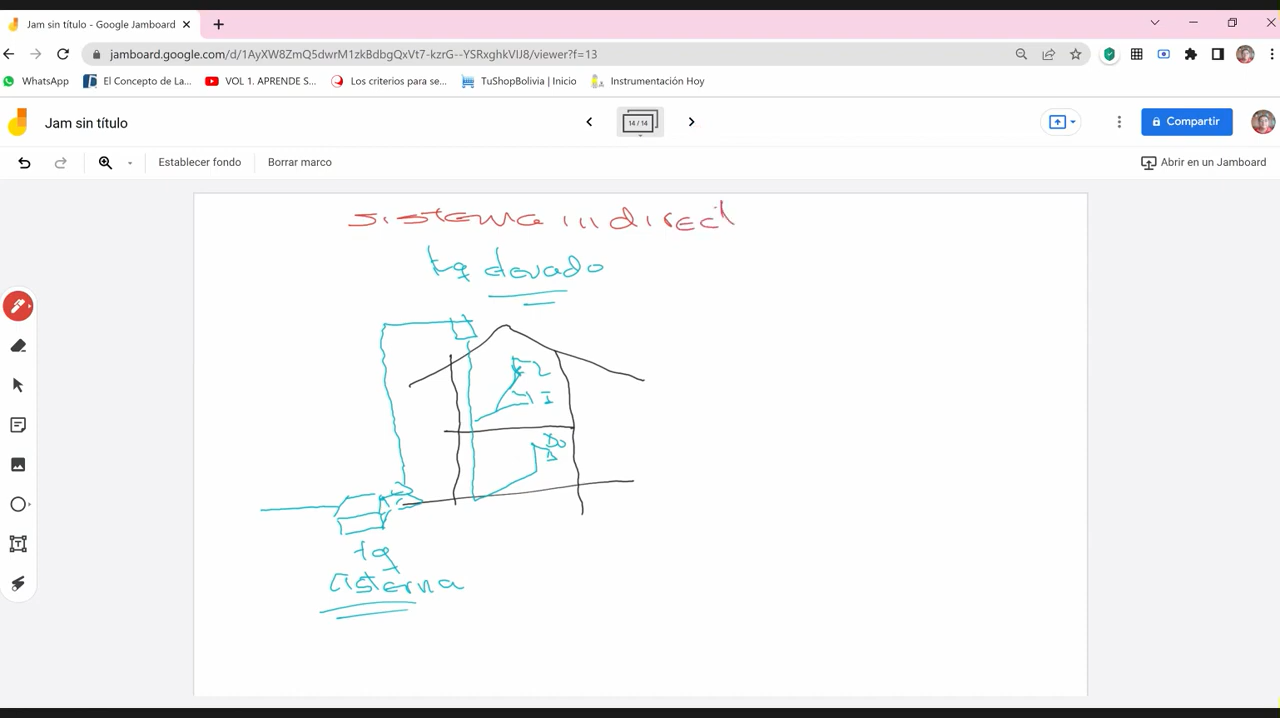 Jam sin título - Google Jamboard
jamboard.google.com/d/1AyXW8ZmQ5dwrM1zkBdbgQxVt7-kzrG--YSRxghkVIJ8/viewer?f=13
WhatsApp
El Concepto de La...
VOL 1. APRENDE S...
Los criterios para se...
TuShopBolivia | Inicio
Instrumentación Hoy
Jam sin título
14 / 14
Compartir
Establecer fondo
Borrar marco
Abrir en un Jamboard
sistema indirect
tq elevado
L
I
tq
cisterna